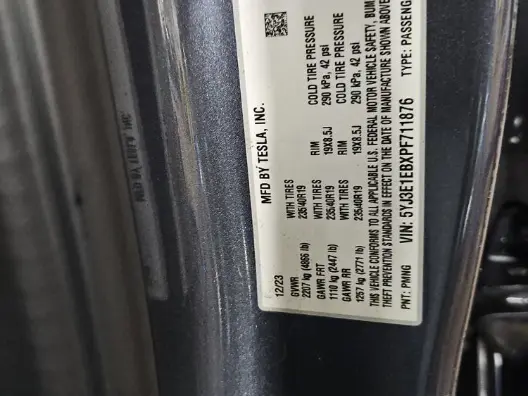 MFD BY TESLA, INC.
12/23
GVWR
2207 kg (4866 lb)
GAWR FRT
1110 kg (2447 lb)
GAWR RR
1257 kg (2771 lb)
WITH TIRES
235/40R19
WITH TIRES
235/40R19
WITH TIRES
235/40R19
RIM
19X8.5J
RIM
19X8.5J
COLD TIRE PRESSURE
290 kPa, 42 psi
COLD TIRE PRESSURE
290 kPa, 42 psi
THIS VEHICLE CONFORMS TO ALL APPLICABLE U.S. FEDERAL MOTOR VEHICLE SAFETY, BUM
THEFT PREVENTION STANDARDS IN EFFECT ON THE DATE OF MANUFACTURE SHOWN ABOVE
VIN: 5YJ3E1EBXPF711876
TYPE: PASSENG
PNT: PMNG